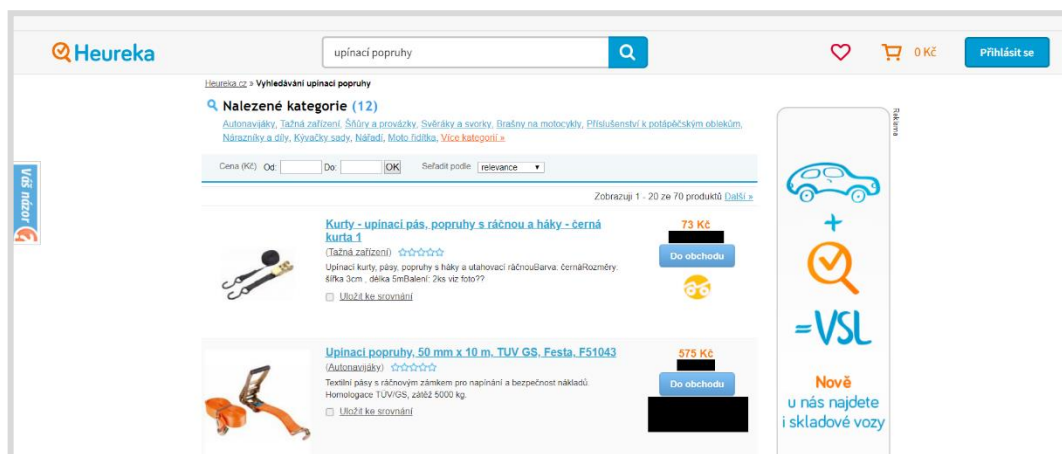 Heureka
upínací popruhy
0 Kč
Přihlásit se
Heureka.cz » Vyhledávání upínací popruhy
Nalezené kategorie (12)
Autonavijáky, Tažná zařízení, Šňůry a provázky, Svěráky a svorky, Brašny na motocykly, Příslušenství k potápěčským oblekům,
Nárazníky a díly, Kývačky sady, Nářadí, Moto řidítka, Více kategorií »
Cena (Kč) Od: Do: OK Seřadit podle relevance
Zobrazuji 1 - 20 ze 70 produktů Další »
Kurty - upínací pás, popruhy s ráčnou a háky - černá
kurta 1
(Tažná zařízení)
Upínací kurty, pásy, popruhy s háky a utahovací ráčnouBarva: černáRozměry:
šířka 3cm , délka 5mBalení: 2ks viz foto??
Uložit ke srovnání
73 Kč
Do obchodu
Upínací popruhy, 50 mm x 10 m, TUV GS, Festa, F51043
(Autonavijáky)
Textilní pásy s ráčnovým zámkem pro napínání a bezpečnost nákladů.
Homologace TÜV/GS, zátěž 5000 kg.
Uložit ke srovnání
575 Kč
Do obchodu
Váš názor
Reklama
+
=VSL
Nově
u nás najdete
i skladové vozy